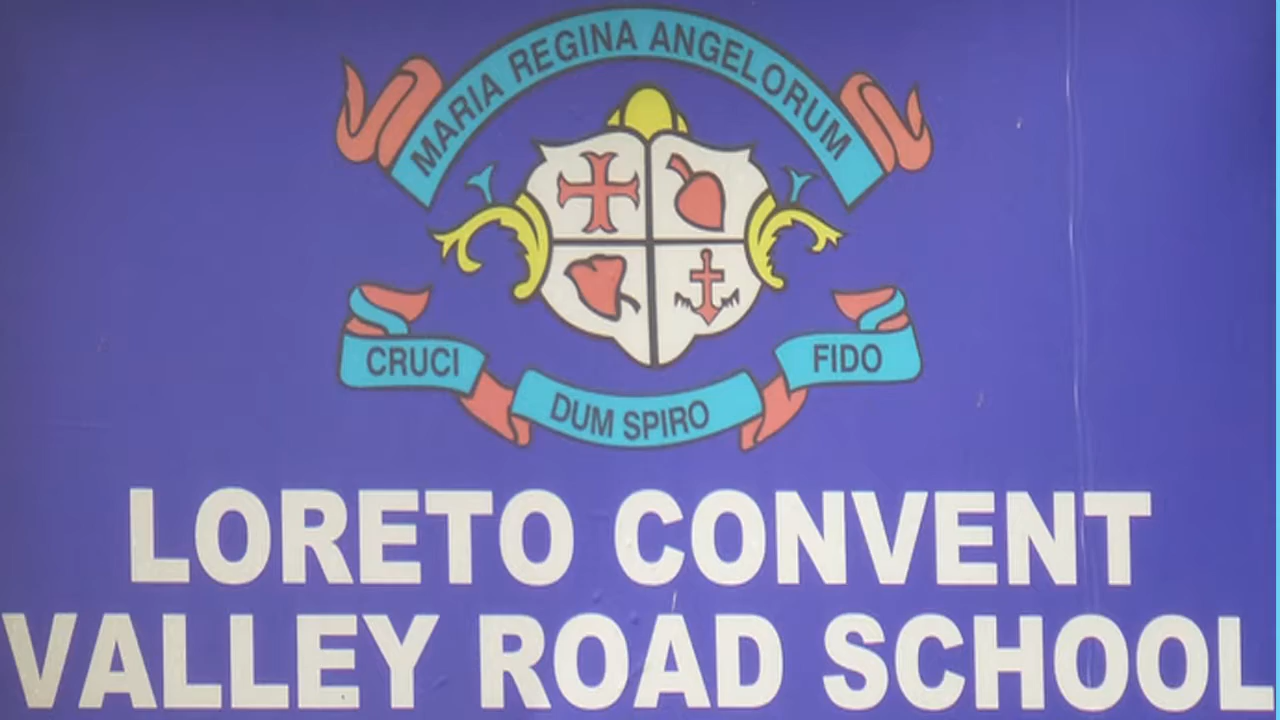 MARIA REGINA ANGELORUM
CRUCI DUM SPIRO FIDO
LORETO CONVENT
VALLEY ROAD SCHOOL